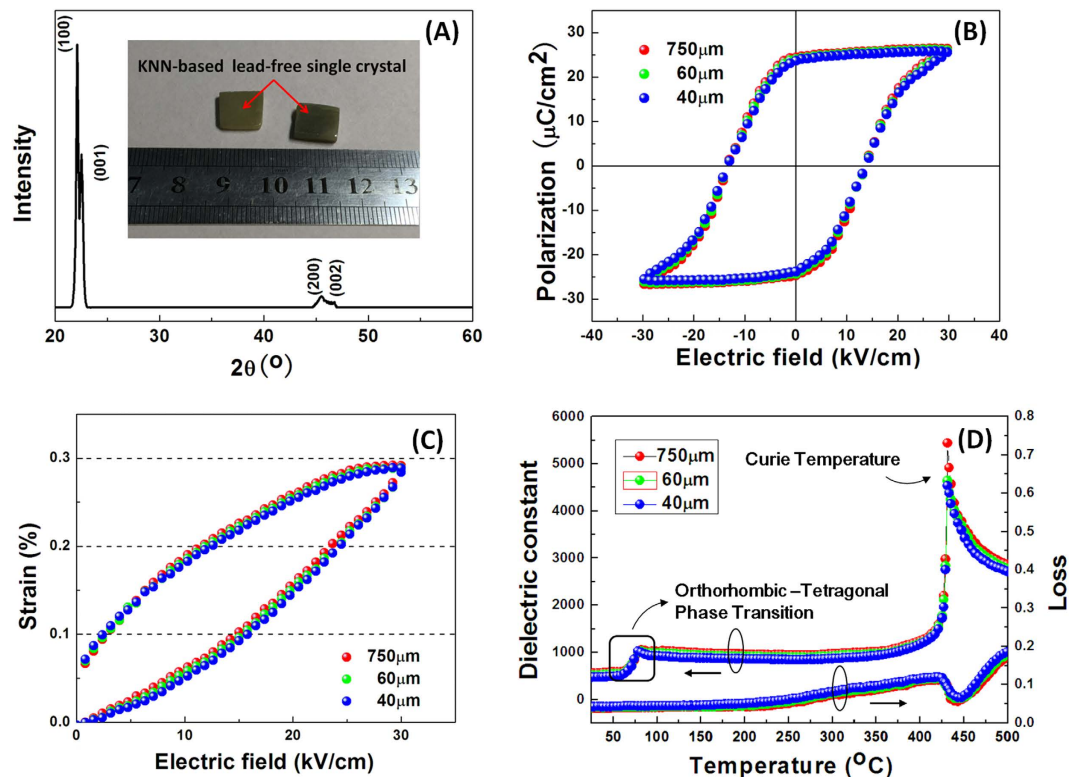 (A)
(100)
(001)
(200)
(002)
KNN-based lead-free single crystal
7 8 9 10 11 12 13
Intensity
20 30 40 50 60
2θ(°)
(B)
750μm
60μm
40μm
Polarization (μC/cm2)
30
20
10
0
-10
-20
-30
-40 -30 -20 -10 0 10 20 30 40
Electric field (kV/cm)
(C)
Strain (%)
0.3
0.2
0.1
0.0
750μm
60μm
40μm
0 10 20 30
Electric field (kV/cm)
(D)
750μm
60μm
40μm
Curie Temperature
Orthorhombic –Tetragonal
Phase Transition
Dielectric constant
6000
5000
4000
3000
2000
1000
0
Loss
0.8
0.7
0.6
0.5
0.4
0.3
0.2
0.1
0.0
50 100 150 200 250 300 350 400 450 500
Temperature (°C)